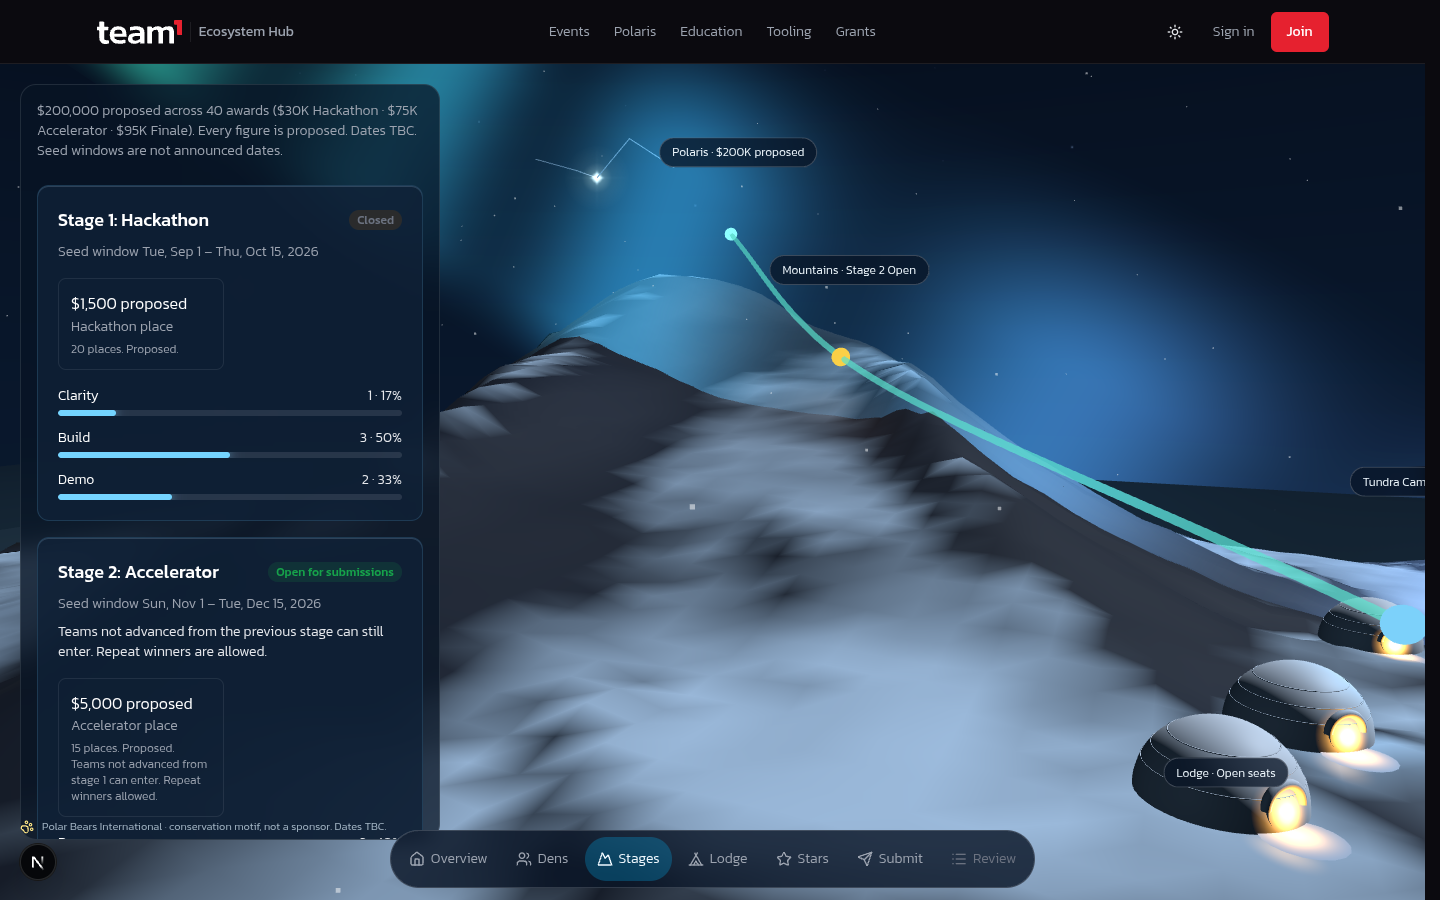 team1
Ecosystem Hub
Events
Polaris
Education
Tooling
Grants
Sign in
Join
$200,000 proposed across 40 awards ($30K Hackathon · $75K
Accelerator · $95K Finale). Every figure is proposed. Dates TBC.
Seed windows are not announced dates.
Stage 1: Hackathon
Closed
Seed window Tue, Sep 1 – Thu, Oct 15, 2026
$1,500 proposed
Hackathon place
20 places. Proposed.
Clarity
1 · 17%
Build
3 · 50%
Demo
2 · 33%
Stage 2: Accelerator
Open for submissions
Seed window Sun, Nov 1 – Tue, Dec 15, 2026
Teams not advanced from the previous stage can still
enter. Repeat winners are allowed.
$5,000 proposed
Accelerator place
15 places. Proposed.
Teams not advanced from
stage 1 can enter. Repeat
winners allowed.
Polar Bears International · conservation motif, not a sponsor. Dates TBC.
N
Polaris · $200K proposed
Mountains · Stage 2 Open
Tundra Cam
Lodge · Open seats
Overview
Dens
Stages
Lodge
Stars
Submit
Review